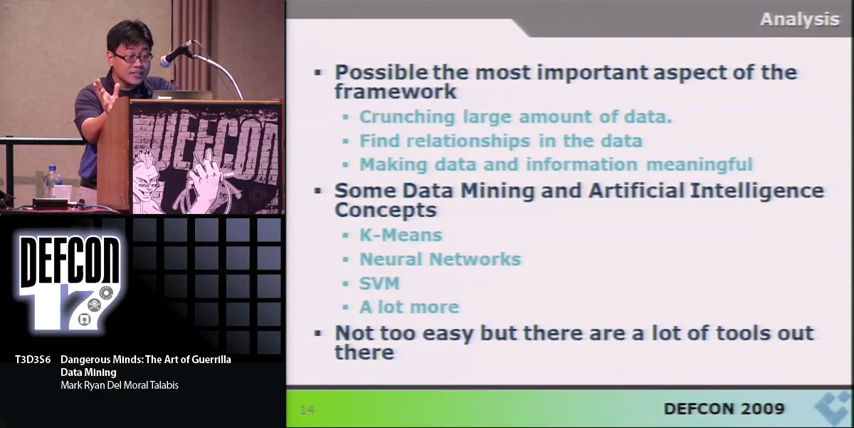 DEFCON
DEFCON
17
T3D3S6 Dangerous Minds: The Art of Guerrilla
Data Mining
Mark Ryan Del Moral Talabis
Analysis
▪ Possible the most important aspect of the
framework
▪ Crunching large amount of data.
▪ Find relationships in the data
▪ Making data and information meaningful
▪ Some Data Mining and Artificial Intelligence
Concepts
▪ K-Means
▪ Neural Networks
▪ SVM
▪ A lot more
▪ Not too easy but there are a lot of tools out
there
14
DEFCON 2009